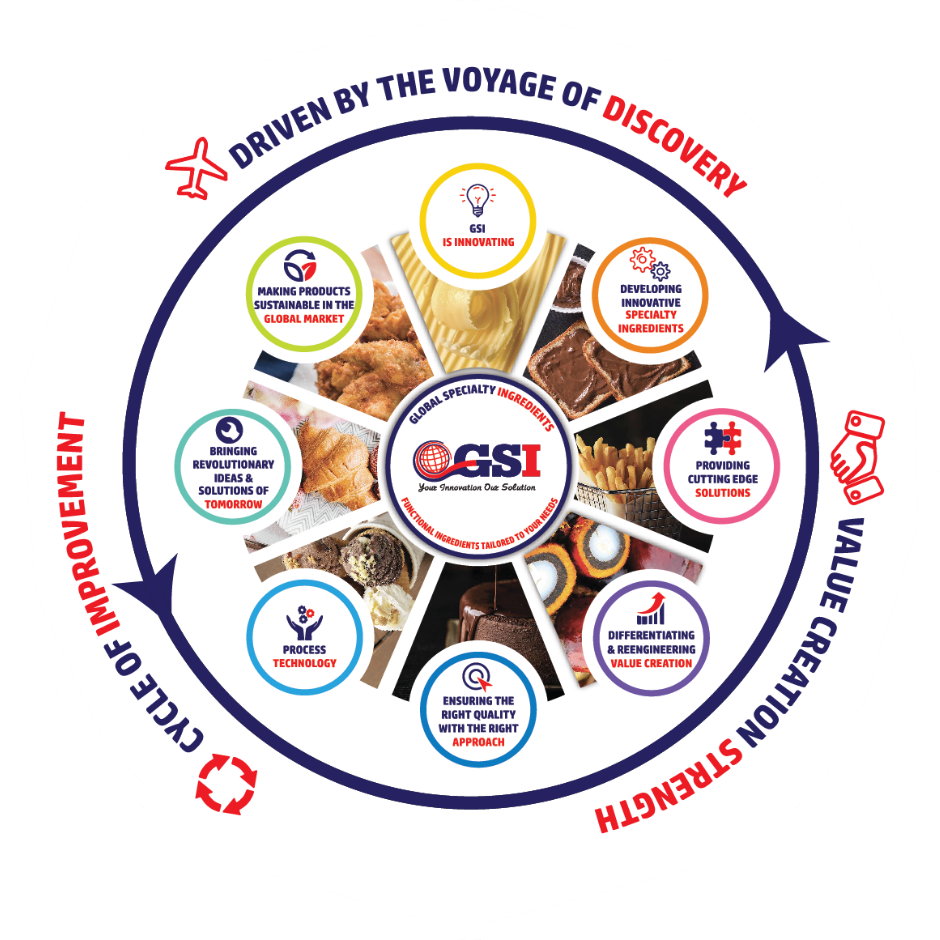 DRIVEN BY THE VOYAGE OF DISCOVERY
GSI
IS INNOVATING
DEVELOPING
INNOVATIVE
SPECIALTY
INGREDIENTS
PROVIDING
CUTTING EDGE
SOLUTIONS
DIFFERENTIATING
& REENGINEERING
VALUE CREATION
ENSURING THE
RIGHT QUALITY
WITH THE RIGHT
APPROACH
PROCESS
TECHNOLOGY
BRINGING
REVOLUTIONARY
IDEAS &
SOLUTIONS OF
TOMORROW
MAKING PRODUCTS
SUSTAINABLE IN THE
GLOBAL MARKET
GLOBAL SPECIALTY INGREDIENTS
GSI
Your Innovation Our Solution
FUNCTIONAL INGREDIENTS TAILORED TO YOUR NEEDS
VALUE CREATION STRENGTH
CYCLE OF IMPROVEMENT